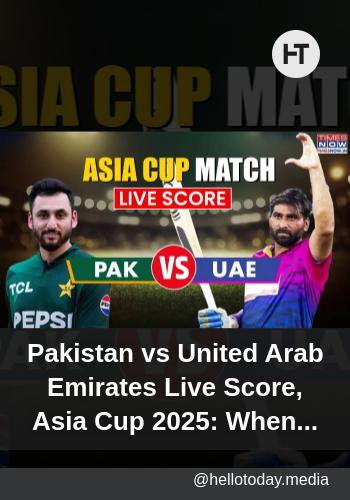 HT
ASIA CUP MAT
TIMES
NOW
ASIA CUP MATCH
LIVE SCORE
PAK VS UAE
TCL
PEPSI
Pakistan vs United Arab
Emirates Live Score,
Asia Cup 2025: When...
@hellotoday.media